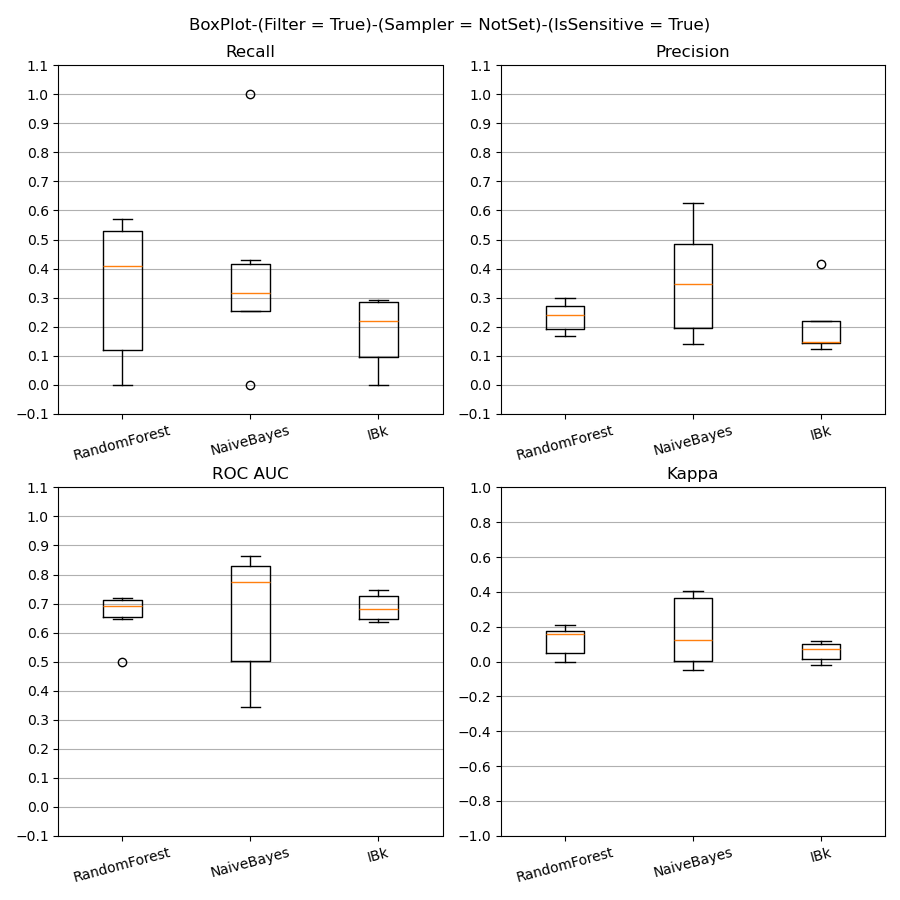 BoxPlot-(Filter = True)-(Sampler = NotSet)-(IsSensitive = True)
Recall
1.1
1.0
0.9
0.8
0.7
0.6
0.5
0.4
0.3
0.2
0.1
0.0
−0.1
RandomForest
NaiveBayes
IBk
Precision
1.1
1.0
0.9
0.8
0.7
0.6
0.5
0.4
0.3
0.2
0.1
0.0
−0.1
RandomForest
NaiveBayes
IBk
ROC AUC
1.1
1.0
0.9
0.8
0.7
0.6
0.5
0.4
0.3
0.2
0.1
0.0
−0.1
RandomForest
NaiveBayes
IBk
Kappa
1.0
0.8
0.6
0.4
0.2
0.0
−0.2
−0.4
−0.6
−0.8
−1.0
RandomForest
NaiveBayes
IBk